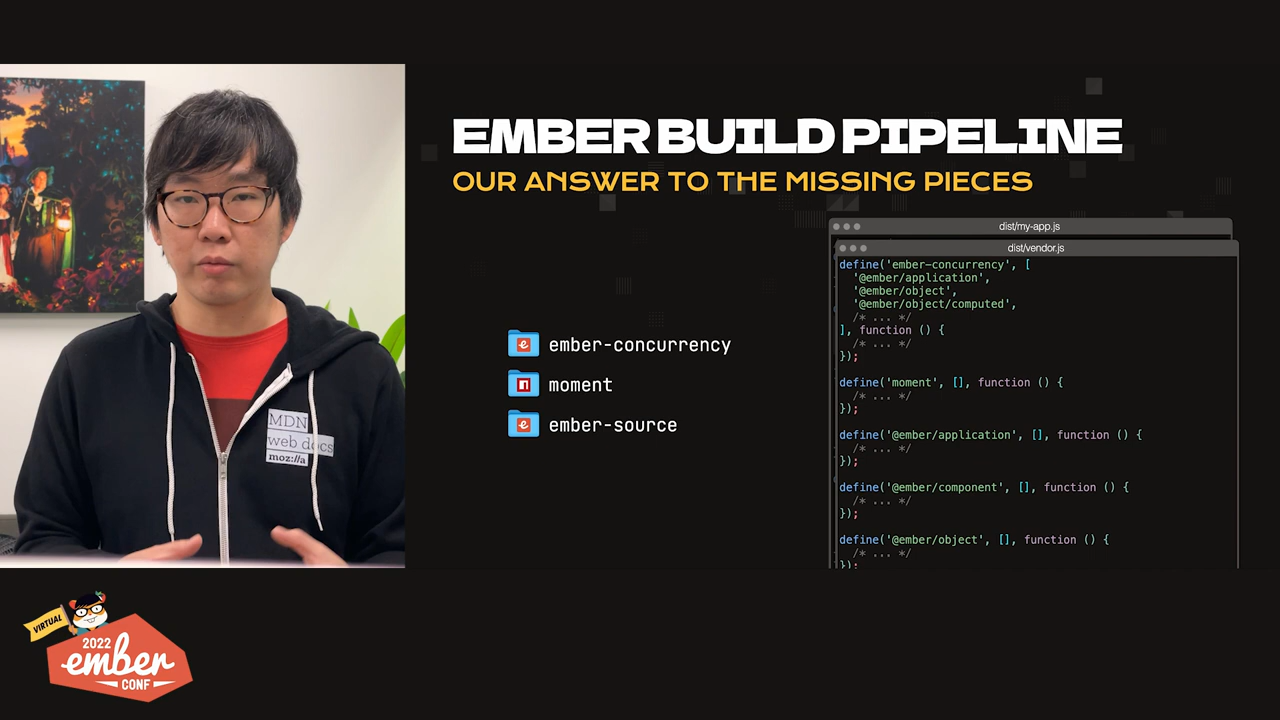 EMBER BUILD PIPELINE
OUR ANSWER TO THE MISSING PIECES
ember-concurrency
moment
ember-source
dist/my-app.js
dist/vendor.js
define('ember-concurrency', [
'@ember/application',
'@ember/object',
'@ember/object/computed',
/* ... */
], function () {
/* ... */
});
define('moment', [], function () {
/* ... */
});
define('@ember/application', [], function () {
/* ... */
});
define('@ember/component', [], function () {
/* ... */
});
define('@ember/object', [], function () {
/* ... */
});
MDN
web docs
moz://a
VIRTUAL
2022
ember
CONF